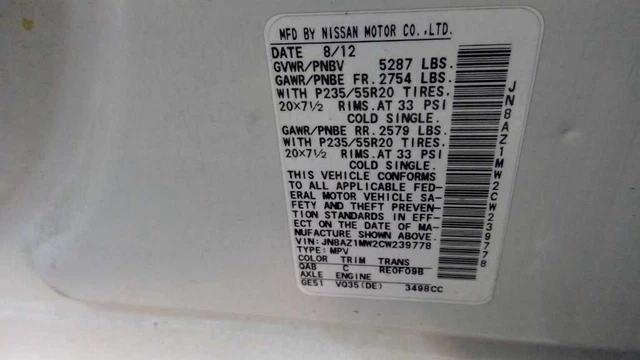 MFD BY NISSAN MOTOR CO.,LTD.
DATE 8/12
GVWR/PNBV 5287 LBS.
GAWR/PNBE FR. 2754 LBS.
WITH P235/55R20 TIRES.
20×7½ RIMS.AT 33 PSI
COLD SINGLE.
GAWR/PNBE RR. 2579 LBS.
WITH P235/55R20 TIRES.
20×7½ RIMS.AT 33 PSI
COLD SINGLE.
THIS VEHICLE CONFORMS
TO ALL APPLICABLE FED-
ERAL MOTOR VEHICLE SA-
FETY AND THEFT PREVEN-
TION STANDARDS IN EFF-
ECT ON THE DATE OF MA-
NUFACTURE SHOWN ABOVE.
VIN: JN8AZ1MW2CW239778
TYPE: MPV
COLOR TRIM TRANS
QAB C RE0F09B
AXLE ENGINE
GE51 VQ35(DE) 3498CC
JN8AZ1MW2CW239778